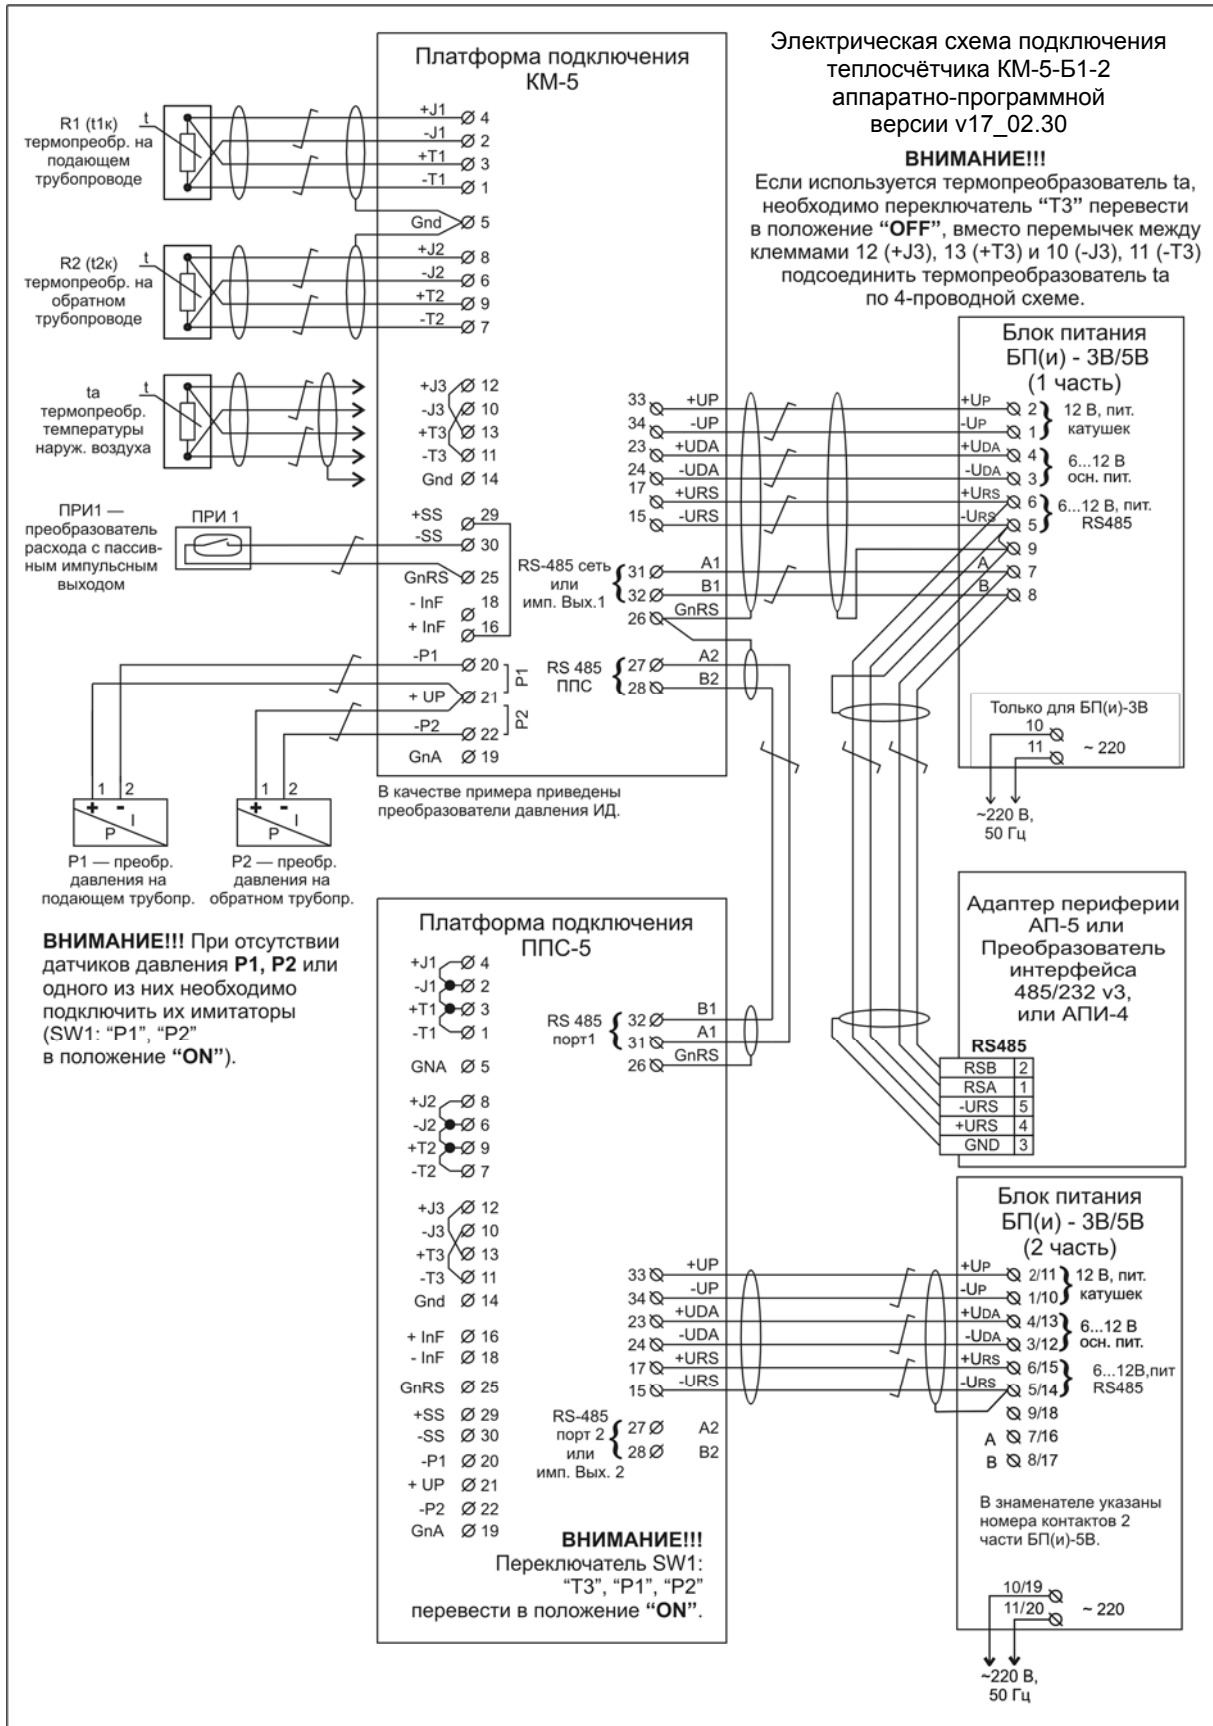 Электрическая схема подключения
теплосчётчика КМ-5-Б1-2
аппаратно-программной
версии v17_02.30
ВНИМАНИЕ!!!
Если используется термопреобразователь ta,
необходимо переключатель “Т3” перевести
в положение “OFF”, вместо перемычек между
клеммами 12 (+J3), 13 (+T3) и 10 (-J3), 11 (-T3)
подсоединить термопреобразователь ta
по 4-проводной схеме.
Платформа подключения
КМ-5
R1 (t1к)
термопреобр. на
подающем
трубопроводе
t
+J1 4
-J1 2
+T1 3
-T1 1
Gnd 5
R2 (t2к)
термопреобр. на
обратном
трубопроводе
t
+J2 8
-J2 6
+T2 9
-T2 7
ta
термопреобр.
температуры
наруж. воздуха
t
+J3 12
-J3 10
+T3 13
-T3 11
Gnd 14
ПРИ1 —
преобразователь
расхода с пассив-
ным импульсным
выходом
ПРИ 1
+SS 29
-SS 30
GnRS 25
- InF 18
+ InF 16
-P1 20
+ UP 21
-P2 22
GnA 19
P1
P2
33 +UP
34 -UP
23 +UDA
24 -UDA
17 +URS
15 -URS
RS-485 сеть
или
имп. Вых.1
31 A1
32 B1
26 GnRS
RS 485
ППС
27 A2
28 B2
Блок питания
БП(и) - 3В/5В
(1 часть)
+UP 2
-UP 1
12 В, пит.
катушек
+UDA 4
-UDA 3
6...12 В
осн. пит.
+URS 6
-URS 5
6...12 В, пит.
RS485
9
A 7
B 8
Только для БП(и)-3В
10
11
~ 220
~220 В,
50 Гц
1 2
+ -
P I
1 2
+ -
P I
P1 — преобр.
давления на
подающем трубопр.
P2 — преобр.
давления на
обратном трубопр.
В качестве примера приведены
преобразователи давления ИД.
ВНИМАНИЕ!!! При отсутствии
датчиков давления P1, P2 или
одного из них необходимо
подключить их имитаторы
(SW1: “P1”, “P2”
в положение “ON”).
Платформа подключения
ППС-5
+J1 4
-J1 2
+T1 3
-T1 1
GNA 5
+J2 8
-J2 6
+T2 9
-T2 7
+J3 12
-J3 10
+T3 13
-T3 11
Gnd 14
+ InF 16
- InF 18
GnRS 25
+SS 29
-SS 30
-P1 20
+ UP 21
-P2 22
GnA 19
RS 485
порт1
32 B1
31 A1
26 GnRS
33 +UP
34 -UP
23 +UDA
24 -UDA
17 +URS
15 -URS
RS-485
порт 2
или
имп. Вых. 2
27 A2
28 B2
ВНИМАНИЕ!!!
Переключатель SW1:
“T3”, “P1”, “P2”
перевести в положение “ON”.
Адаптер периферии
АП-5 или
Преобразователь
интерфейса
485/232 v3,
или АПИ-4
RS485
RSB 2
RSA 1
-URS 5
+URS 4
GND 3
Блок питания
БП(и) - 3В/5В
(2 часть)
+UP 2/11
-UP 1/10
12 В, пит.
катушек
+UDA 4/13
-UDA 3/12
6...12 В
осн. пит.
+URS 6/15
-URS 5/14
6...12В,пит
RS485
9/18
A 7/16
B 8/17
В знаменателе указаны
номера контактов 2
части БП(и)-5В.
10/19
11/20
~ 220
~220 В,
50 Гц